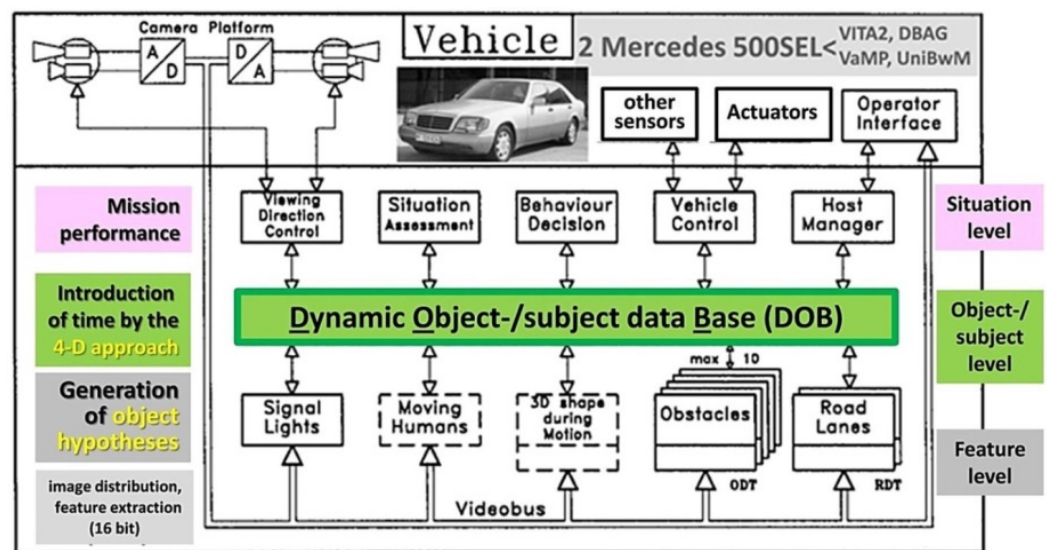 Camera Platform
A
D
D
A
Vehicle
2 Mercedes 500SEL<
VITA2, DBAG
VaMP, UniBwM
other
sensors
Actuators
Operator
Interface
Mission
performance
Viewing
Direction
Control
Situation
Assessment
Behaviour
Decision
Vehicle
Control
Host
Manager
Situation
level
Introduction
of time by the
4-D approach
Dynamic Object-/subject data Base (DOB)
Object-/
subject
level
max 10
Generation
of object
hypotheses
Signal
Lights
Moving
Humans
3D shape
during
Motion
Obstacles
Road
Lanes
Feature
level
ODT
RDT
image distribution,
feature extraction
(16 bit)
Videobus